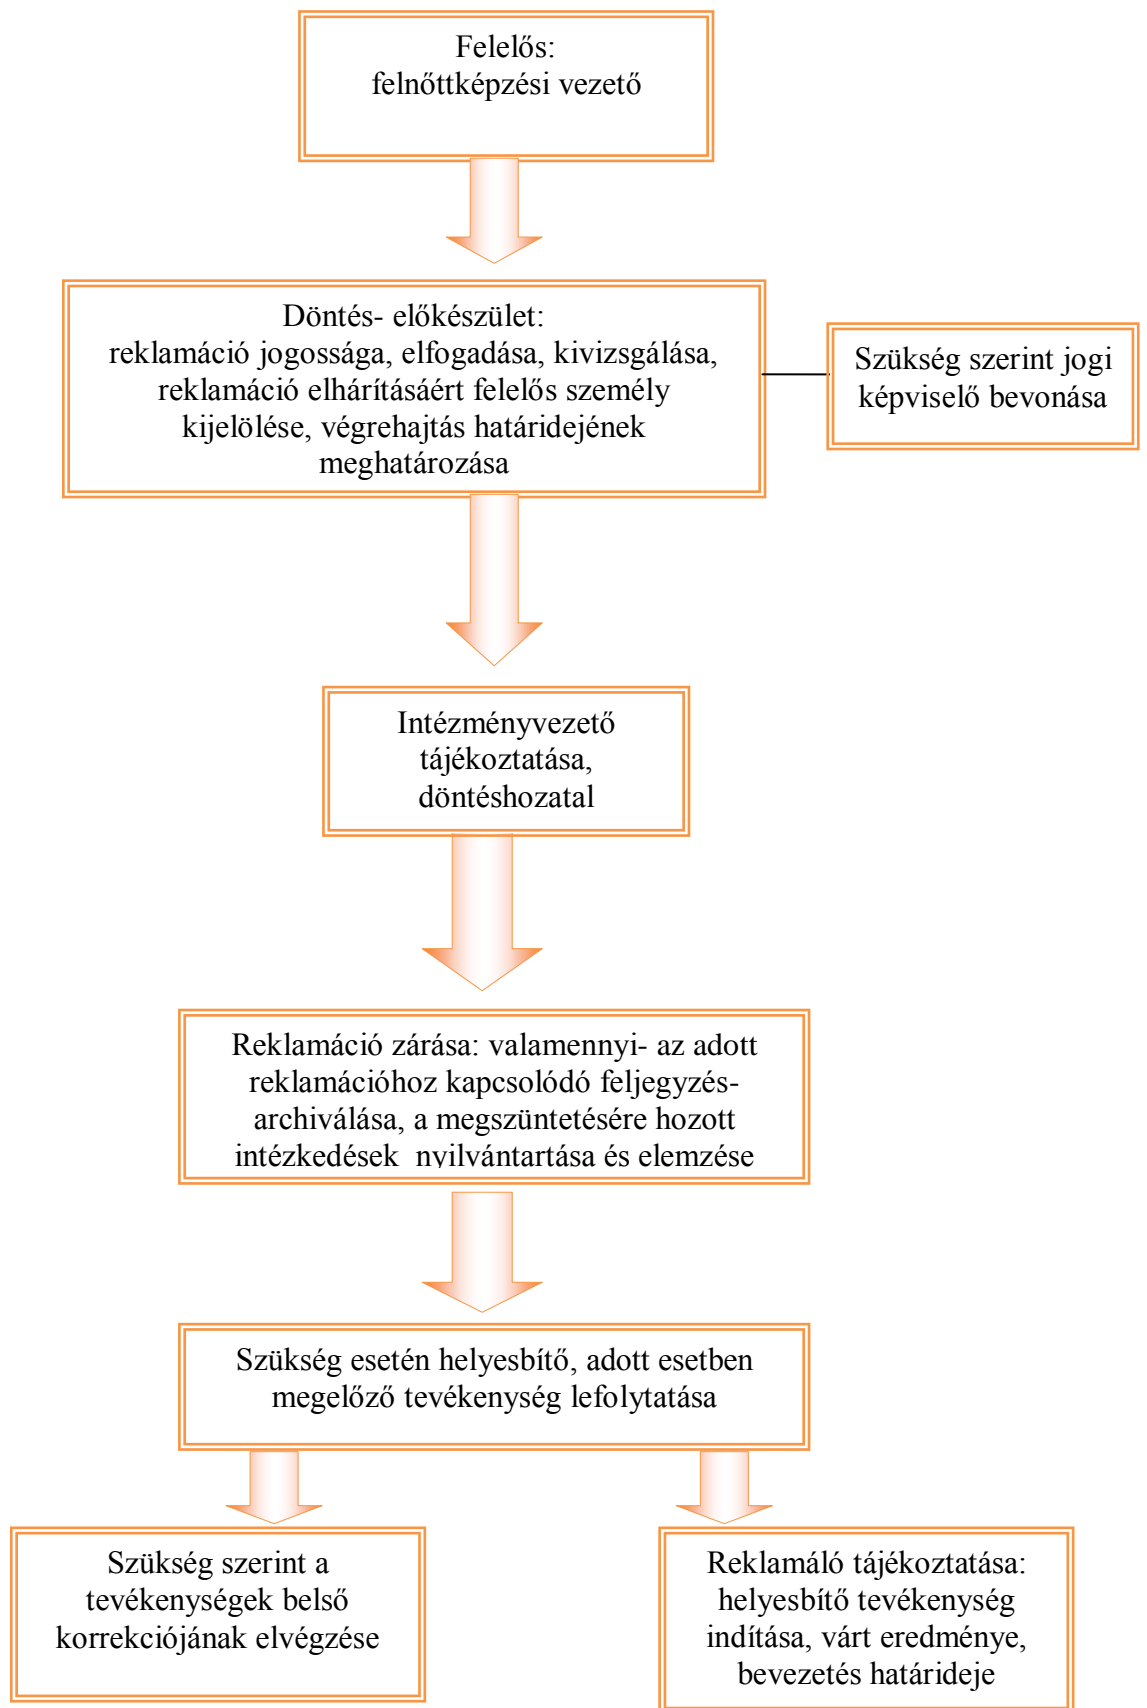 Felelős:
felnőttképzési vezető
Döntés- előkészület:
reklamáció jogossága, elfogadása, kivizsgálása,
reklamáció elhárításáért felelős személy
kijelölése, végrehajtás határidejének
meghatározása
Szükség szerint jogi
képviselő bevonása
Intézményvezető
tájékoztatása,
döntéshozatal
Reklamáció zárása: valamennyi- az adott
reklamációhoz kapcsolódó feljegyzés-
archiválása, a megszüntetésére hozott
intézkedések nyilvántartása és elemzése
Szükség esetén helyesbítő, adott esetben
megelőző tevékenység lefolytatása
Szükség szerint a
tevékenységek belső
korrekciójának elvégzése
Reklamáló tájékoztatása:
helyesbítő tevékenység
indítása, várt eredménye,
bevezetés határideje